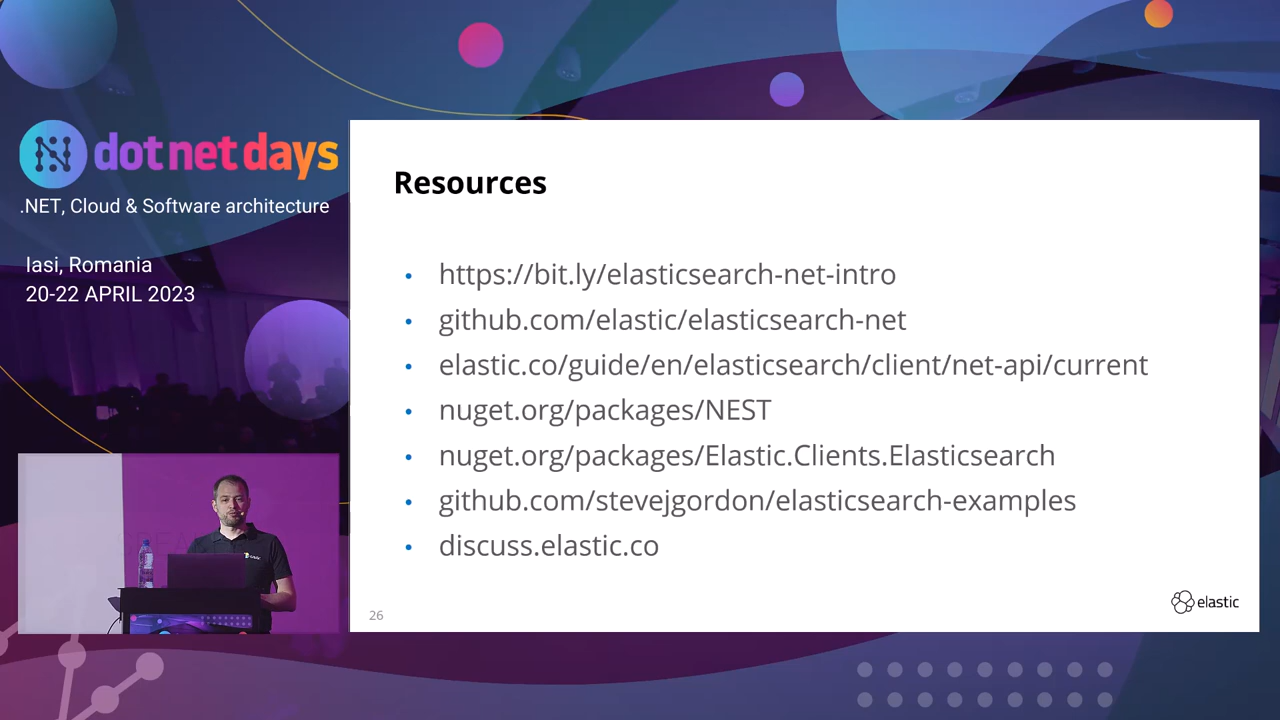 dotnetdays
.NET, Cloud & Software architecture
Iasi, Romania
20-22 APRIL 2023
Resources
• https://bit.ly/elasticsearch-net-intro
• github.com/elastic/elasticsearch-net
• elastic.co/guide/en/elasticsearch/client/net-api/current
• nuget.org/packages/NEST
• nuget.org/packages/Elastic.Clients.Elasticsearch
• github.com/stevejgordon/elasticsearch-examples
• discuss.elastic.co
26
elastic